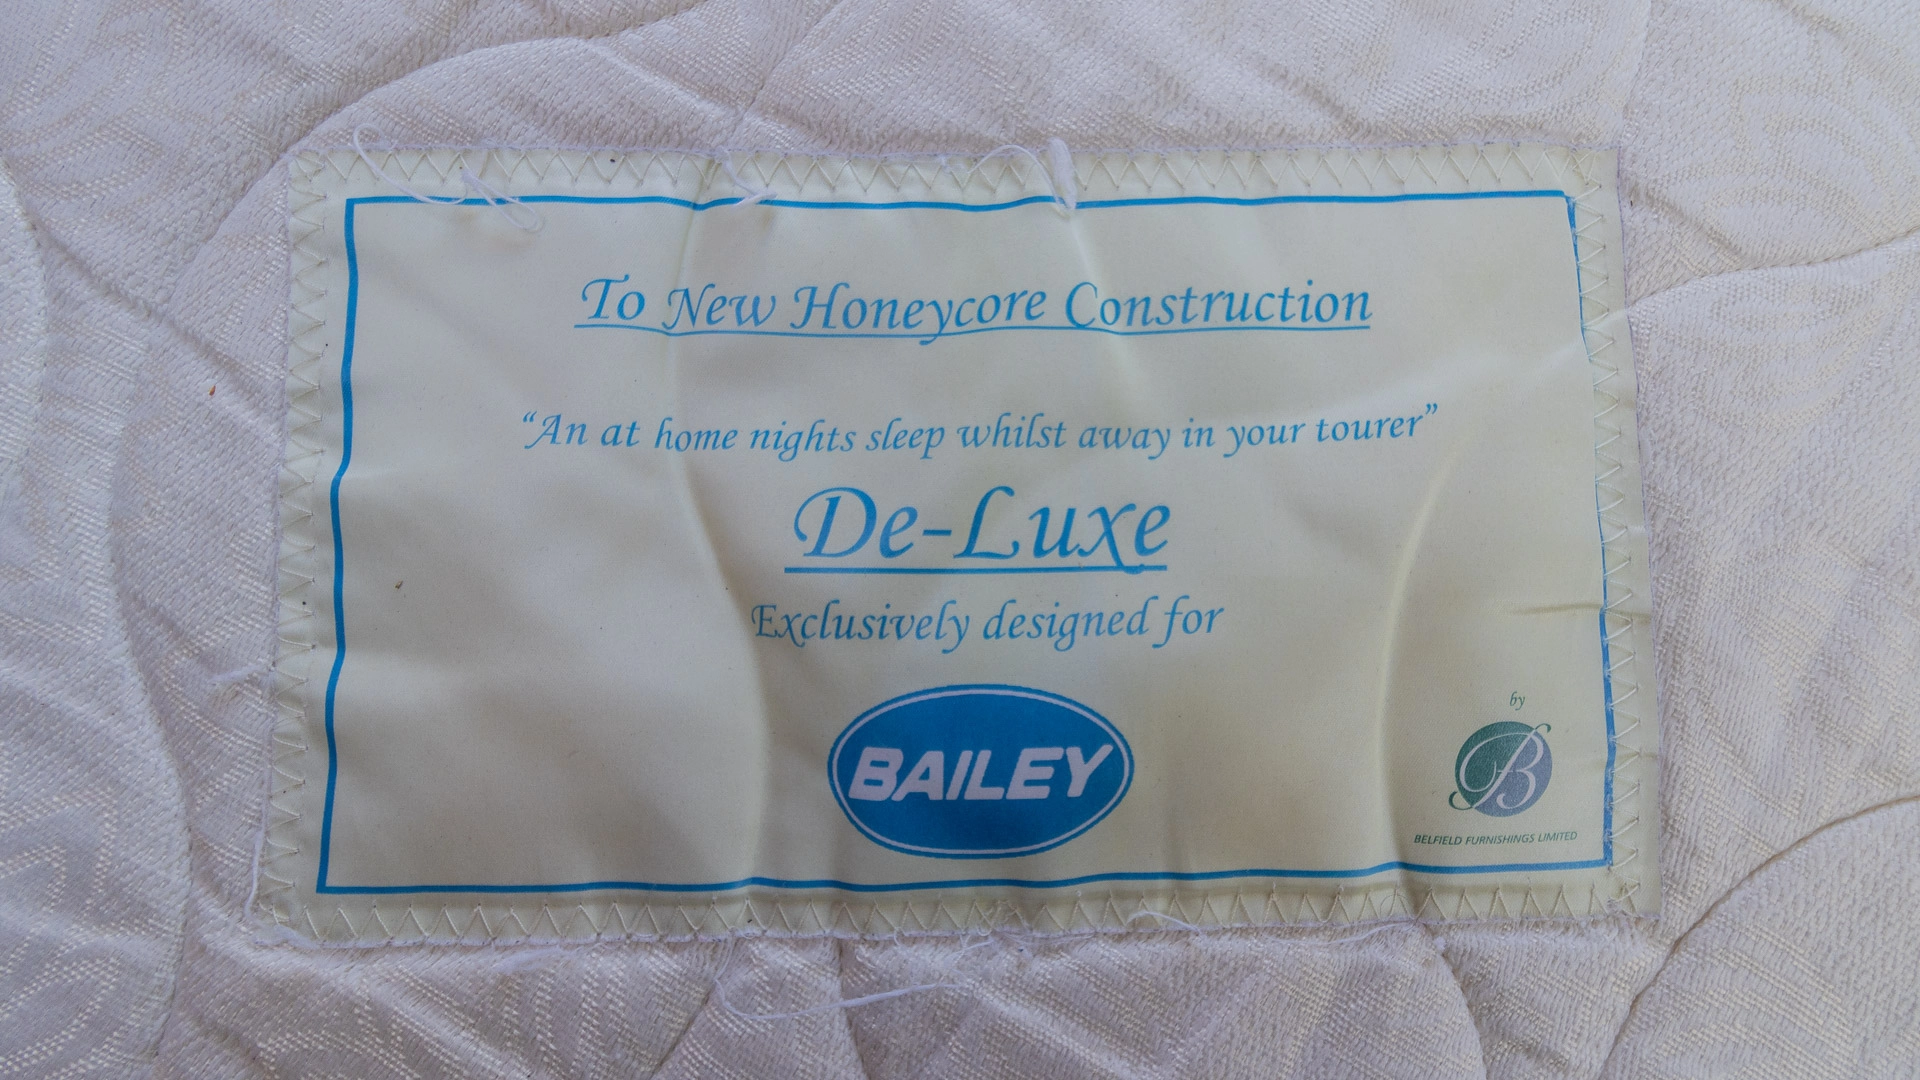 To New Honeycore Construction
“An at home nights sleep whilst away in your tourer”
De-Luxe
Exclusively designed for
BAILEY
by
B
BELFIELD FURNISHINGS LIMITED